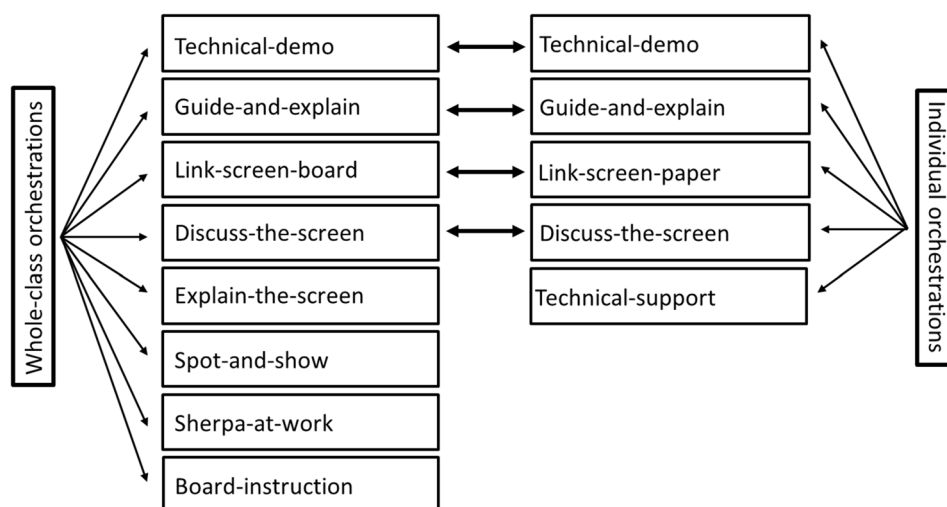 Whole-class orchestrations
Technical-demo
Guide-and-explain
Link-screen-board
Discuss-the-screen
Explain-the-screen
Spot-and-show
Sherpa-at-work
Board-instruction
Technical-demo
Guide-and-explain
Link-screen-paper
Discuss-the-screen
Technical-support
Individual orchestrations